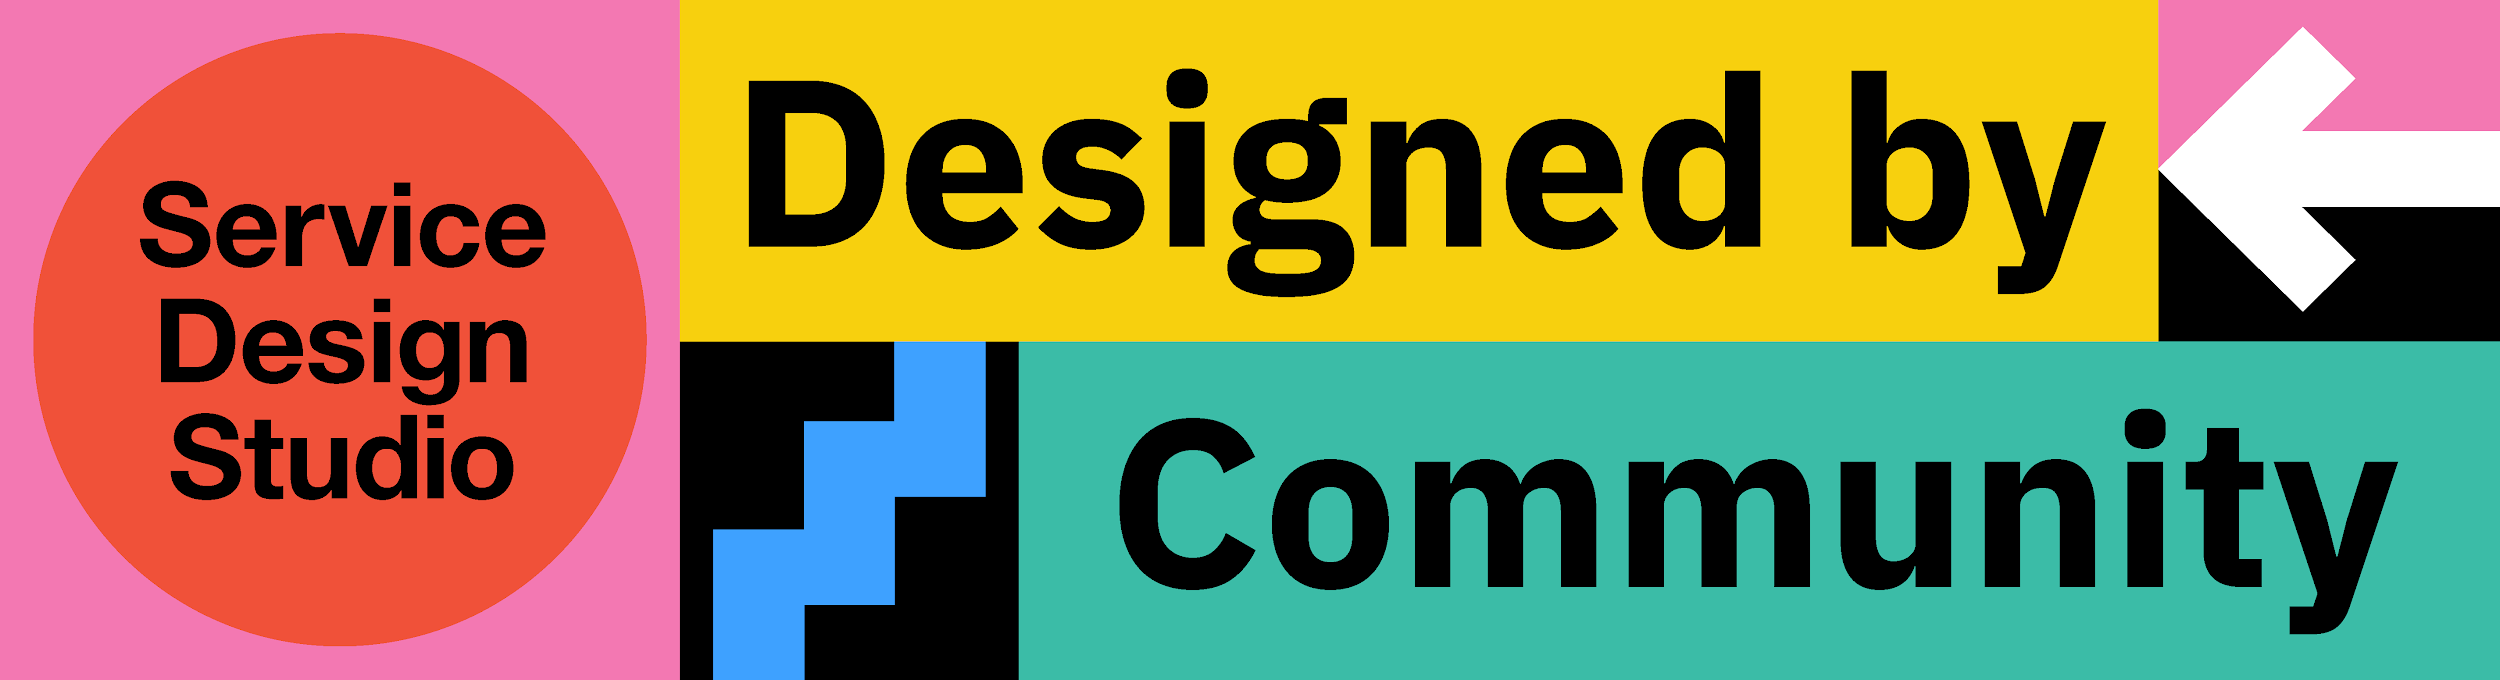 Service
Design
Studio
Designed by
Community